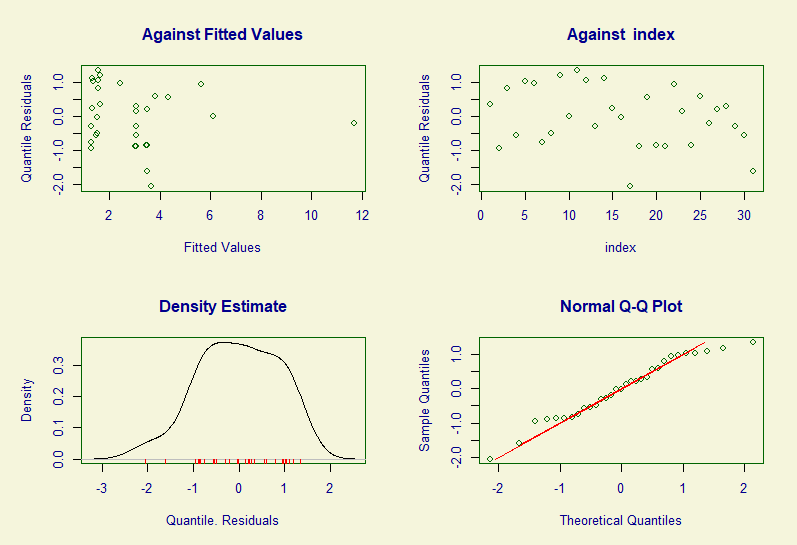 Against Fitted Values
Quantile Residuals
-2.0 -1.0 0.0 1.0
2 4 6 8 10 12
Fitted Values
Against  index
Quantile Residuals
-2.0 -1.0 0.0 1.0
0 5 10 15 20 25 30
index
Density Estimate
Density
0.0 0.1 0.2 0.3
-3 -2 -1 0 1 2
Quantile. Residuals
Normal Q-Q Plot
Sample Quantiles
-2.0 -1.0 0.0 1.0
-2 -1 0 1 2
Theoretical Quantiles